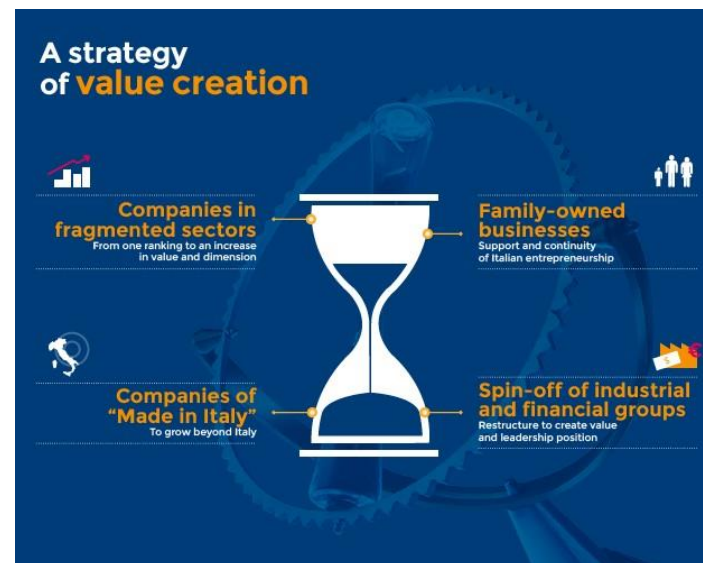 A strategy
of value creation
Companies in
fragmented sectors
From one ranking to an increase
in value and dimension
Family-owned
businesses
Support and continuity
of Italian entrepreneurship
Companies of
“Made in Italy”
To grow beyond Italy
Spin-off of industrial
and financial groups
Restructure to create value
and leadership position
$
€